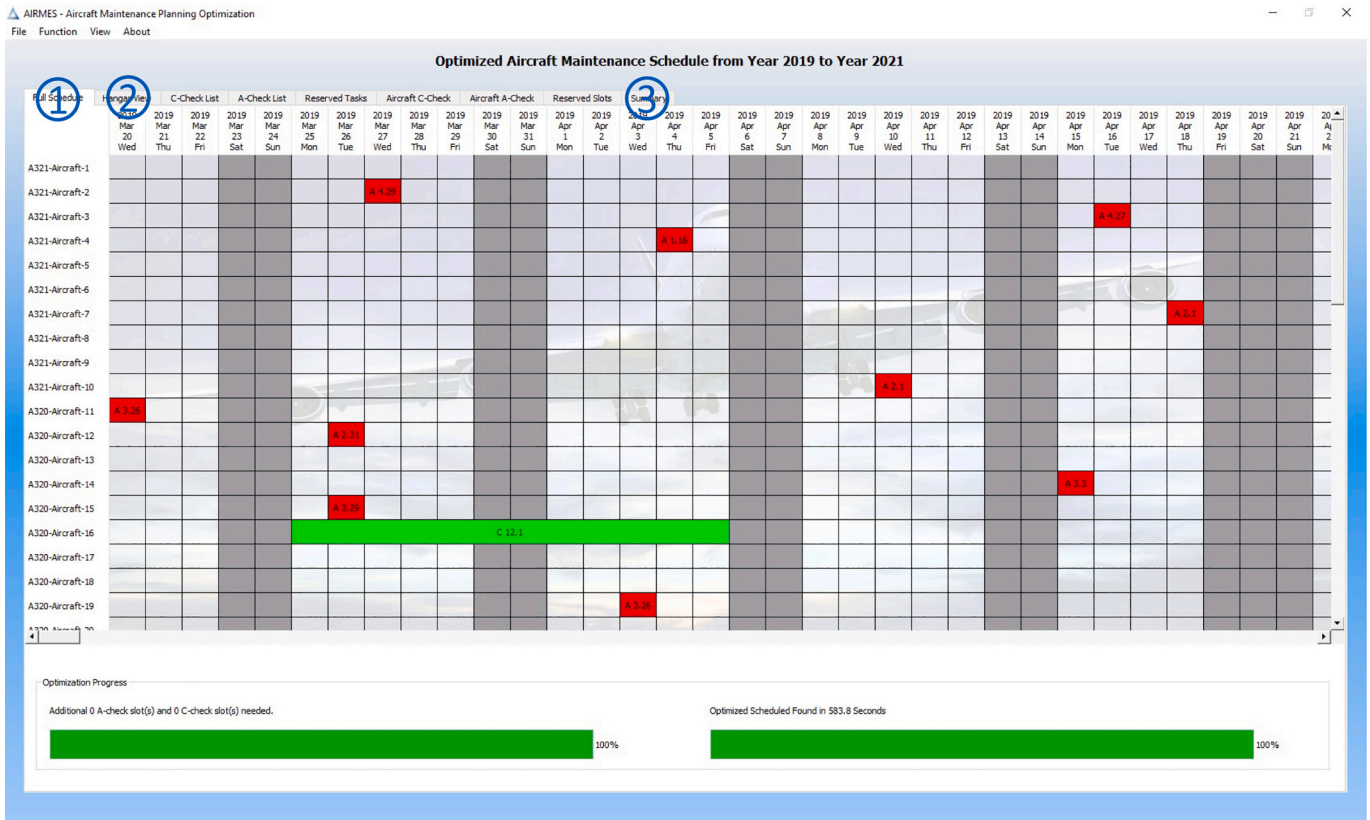 AIRMES - Aircraft Maintenance Planning Optimization
File Function View About
Optimized Aircraft Maintenance Schedule from Year 2019 to Year 2021
① ② ③
Full Schedule Hangar View C-Check List A-Check List Reserved Tasks Aircraft C-Check Aircraft A-Check Reserved Slots Summary
2019 2019 2019 2019 2019 2019 2019 2019 2019 2019 2019 2019 2019 2019 2019 2019 2019 2019 2019 2019 2019 2019 2019 2019 2019 2019 2019 2019 2019 2019 2019 2019 2019
Mar Mar Mar Mar Mar Mar Mar Mar Mar Mar Mar Mar Apr Apr Apr Apr Apr Apr Apr Apr Apr Apr Apr Apr Apr Apr Apr Apr Apr Apr Apr Apr Apr
20 21 22 23 24 25 26 27 28 29 30 31 1 2 3 4 5 6 7 8 9 10 11 12 13 14 15 16 17 18 19 20 21
Wed Thu Fri Sat Sun Mon Tue Wed Thu Fri Sat Sun Mon Tue Wed Thu Fri Sat Sun Mon Tue Wed Thu Fri Sat Sun Mon Tue Wed Thu Fri Sat Sun
A321-Aircraft-1
A321-Aircraft-2 A 4.29
A321-Aircraft-3 A 4.27
A321-Aircraft-4 A 1.16
A321-Aircraft-5
A321-Aircraft-6
A321-Aircraft-7 A 2.1
A321-Aircraft-8
A321-Aircraft-9
A321-Aircraft-10 A 2.1
A320-Aircraft-11 A 3.26
A320-Aircraft-12 A 2.31
A320-Aircraft-13
A320-Aircraft-14 A 3.3
A320-Aircraft-15 A 3.29
A320-Aircraft-16 C 12.1
A320-Aircraft-17
A320-Aircraft-18
A320-Aircraft-19 A 3.26
A320-Aircraft-20
Optimization Progress
Additional 0 A-check slot(s) and 0 C-check slot(s) needed. Optimized Scheduled Found in 583.8 Seconds
100% 100%